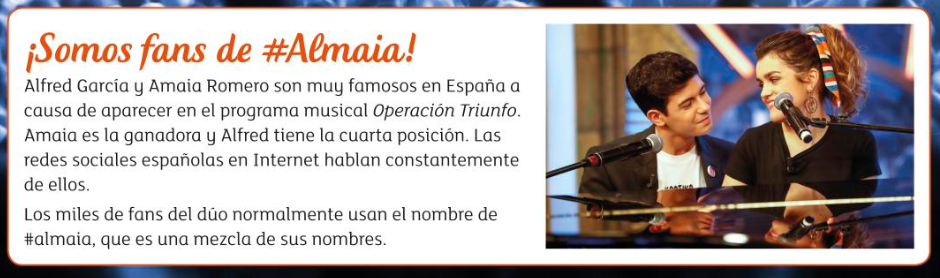 ¡Somos fans de #Almaia!
Alfred García y Amaia Romero son muy famosos en España a
causa de aparecer en el programa musical Operación Triunfo.
Amaia es la ganadora y Alfred tiene la cuarta posición. Las
redes sociales españolas en Internet hablan constantemente
de ellos.
Los miles de fans del dúo normalmente usan el nombre de
#almaia, que es una mezcla de sus nombres.